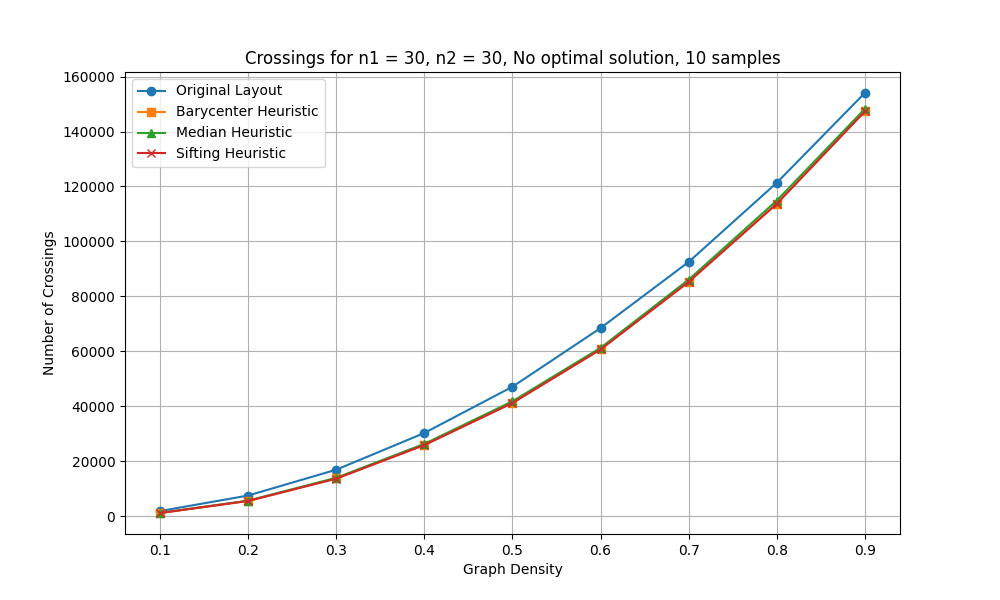 Crossings for n1 = 30, n2 = 30, No optimal solution, 10 samples
Original Layout
Barycenter Heuristic
Median Heuristic
Sifting Heuristic
160000
140000
120000
100000
80000
60000
40000
20000
0
Number of Crossings
0.1 0.2 0.3 0.4 0.5 0.6 0.7 0.8 0.9
Graph Density